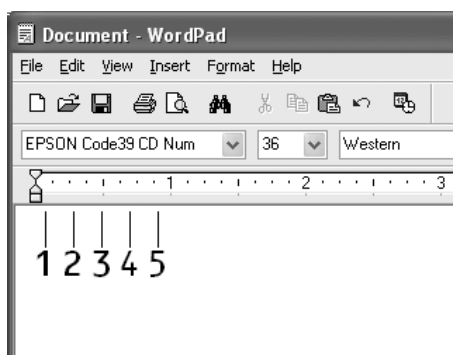 Document - WordPad
File Edit View Insert Format Help
EPSON Code39 CD Num 36 Western
1 2 3
1 2 3 4 5